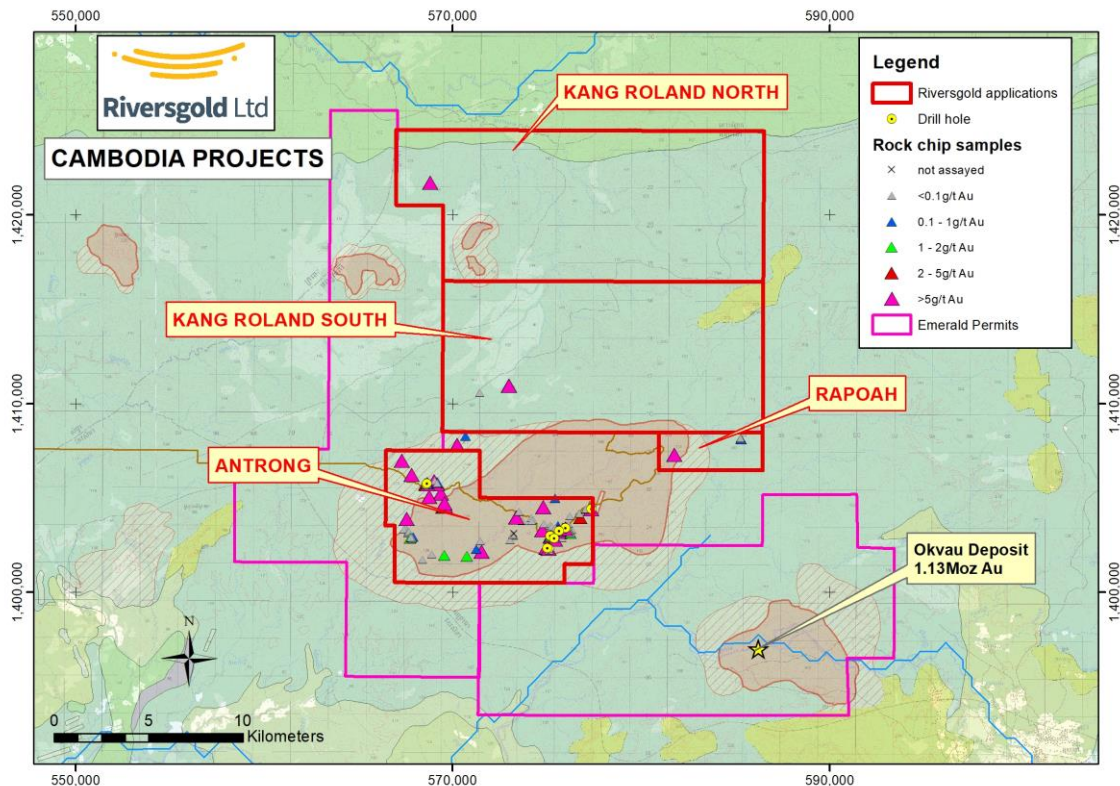 550,000
570,000
590,000
Riversgold Ltd
CAMBODIA PROJECTS
KANG ROLAND NORTH
Legend
Riversgold applications
Drill hole
Rock chip samples
not assayed
<0.1g/t Au
0.1 - 1g/t Au
1 - 2g/t Au
2 - 5g/t Au
>5g/t Au
Emerald Permits
1,420,000
1,420,000
KANG ROLAND SOUTH
1,410,000
1,410,000
RAPOAH
ANTRONG
Okvau Deposit
1.13Moz Au
1,400,000
1,400,000
N
0 5 10
Kilometers
550,000
570,000
590,000